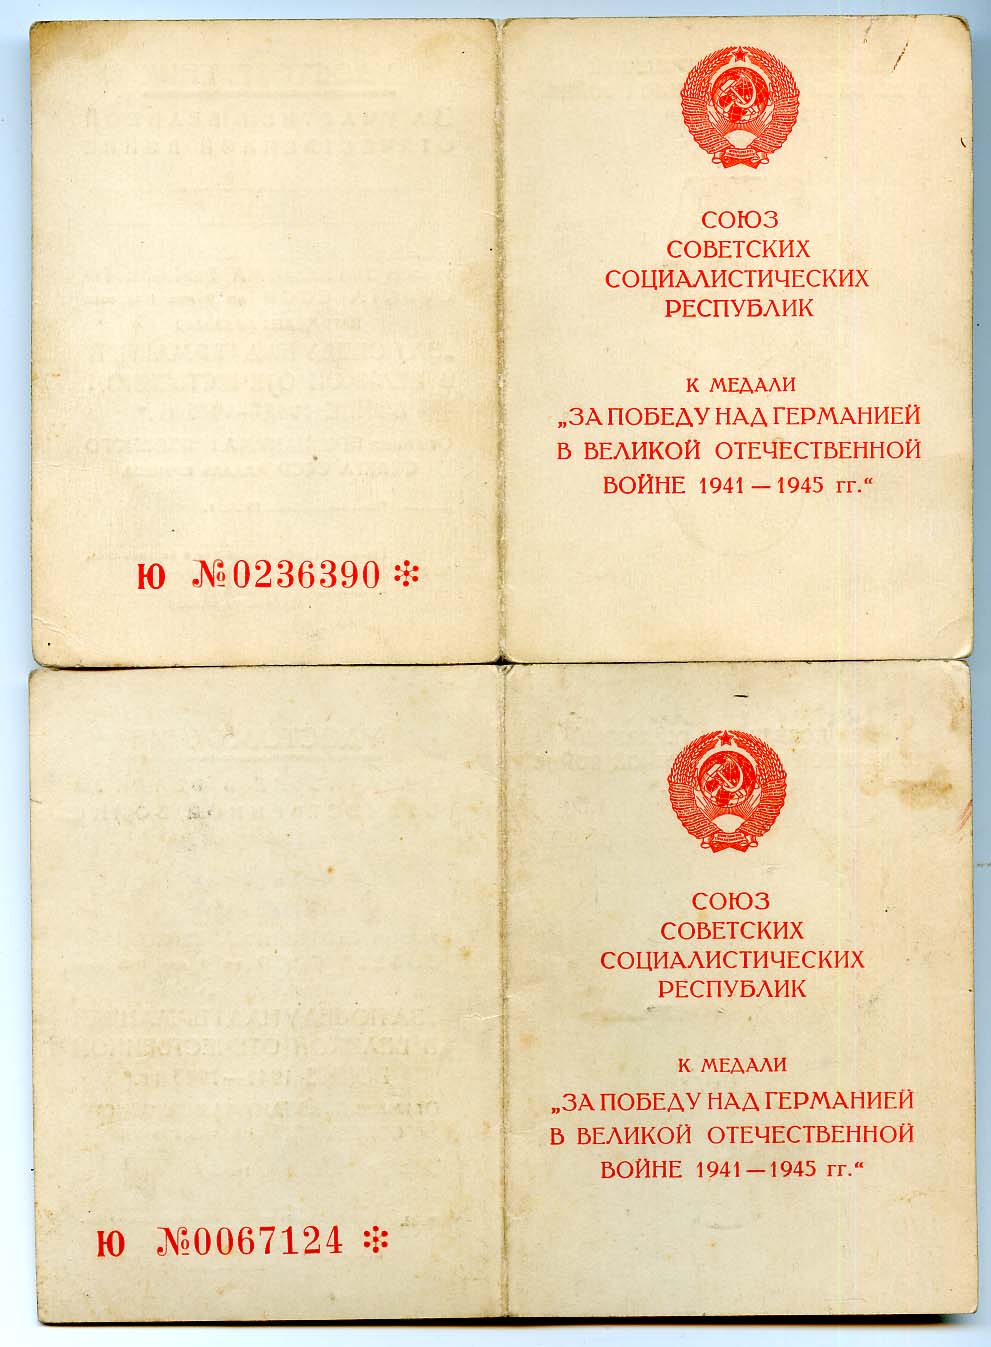 СОЮЗ
СОВЕТСКИХ
СОЦИАЛИСТИЧЕСКИХ
РЕСПУБЛИК
К МЕДАЛИ
„ЗА ПОБЕДУ НАД ГЕРМАНИЕЙ
В ВЕЛИКОЙ ОТЕЧЕСТВЕННОЙ
ВОЙНЕ 1941—1945 гг.“
Ю №0236390
СОЮЗ
СОВЕТСКИХ
СОЦИАЛИСТИЧЕСКИХ
РЕСПУБЛИК
К МЕДАЛИ
„ЗА ПОБЕДУ НАД ГЕРМАНИЕЙ
В ВЕЛИКОЙ ОТЕЧЕСТВЕННОЙ
ВОЙНЕ 1941—1945 гг.“
Ю №0067124